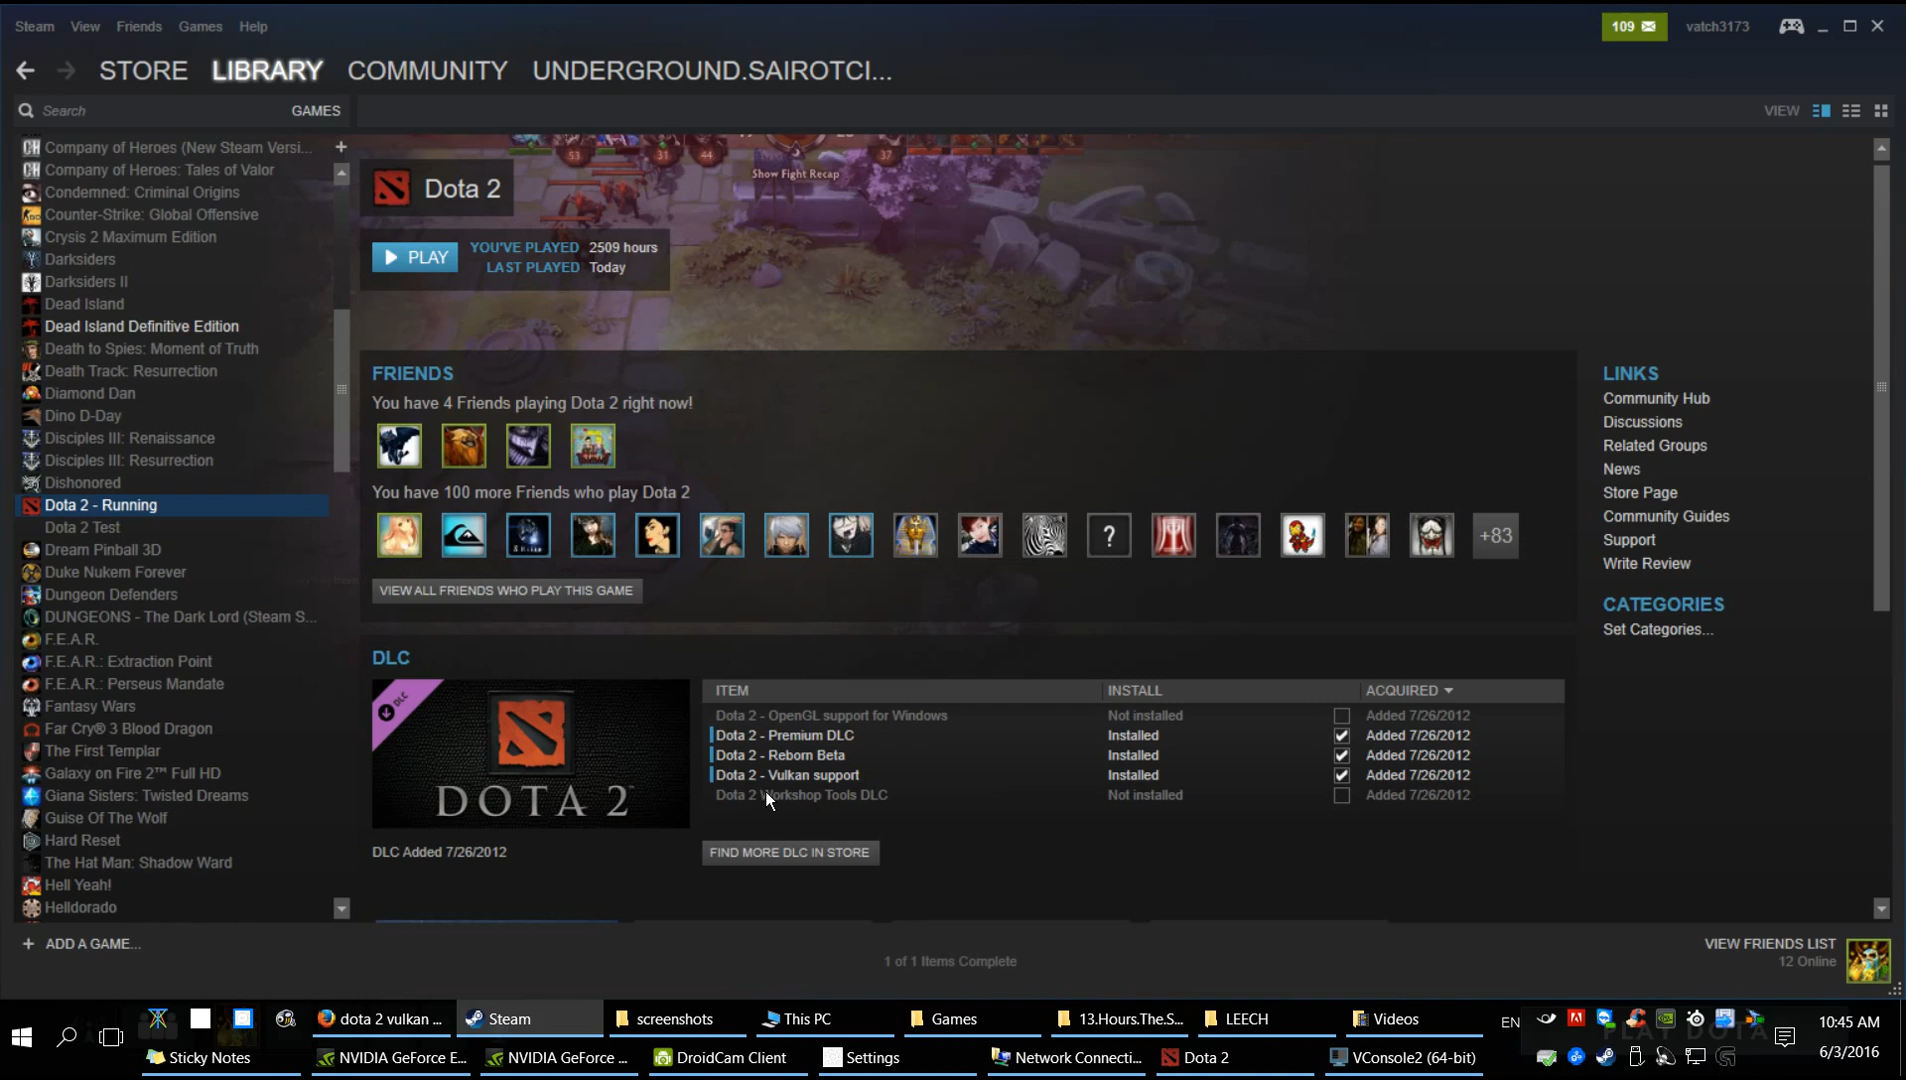 Steam View Friends Games Help
109 vatch3173
STORE LIBRARY COMMUNITY UNDERGROUND.SAIROTCI...
Search GAMES
VIEW
Company of Heroes (New Steam Versi...
Company of Heroes: Tales of Valor
Condemned: Criminal Origins
Counter-Strike: Global Offensive
Crysis 2 Maximum Edition
Darksiders
Darksiders II
Dead Island
Dead Island Definitive Edition
Death to Spies: Moment of Truth
Death Track: Resurrection
Diamond Dan
Dino D-Day
Disciples III: Renaissance
Disciples III: Resurrection
Dishonored
Dota 2 - Running
Dota 2 Test
Dream Pinball 3D
Duke Nukem Forever
Dungeon Defenders
DUNGEONS - The Dark Lord (Steam S...
F.E.A.R.
F.E.A.R.: Extraction Point
F.E.A.R.: Perseus Mandate
Fantasy Wars
Far Cry® 3 Blood Dragon
The First Templar
Galaxy on Fire 2™ Full HD
Giana Sisters: Twisted Dreams
Guise Of The Wolf
Hard Reset
The Hat Man: Shadow Ward
Hell Yeah!
Helldorado
+ ADD A GAME...
53 31 44 37
Show Fight Recap
Dota 2
PLAY
YOU'VE PLAYED 2509 hours
LAST PLAYED Today
FRIENDS
You have 4 Friends playing Dota 2 right now!
You have 100 more Friends who play Dota 2
?
+83
VIEW ALL FRIENDS WHO PLAY THIS GAME
DLC
DLC
DOTA 2
DLC Added 7/26/2012
ITEM INSTALL ACQUIRED
Dota 2 - OpenGL support for Windows Not installed Added 7/26/2012
Dota 2 - Premium DLC Installed Added 7/26/2012
Dota 2 - Reborn Beta Installed Added 7/26/2012
Dota 2 - Vulkan support Installed Added 7/26/2012
Dota 2 Workshop Tools DLC Not installed Added 7/26/2012
FIND MORE DLC IN STORE
LINKS
Community Hub
Discussions
Related Groups
News
Store Page
Community Guides
Support
Write Review
CATEGORIES
Set Categories...
1 of 1 Items Complete
VIEW FRIENDS LIST
12 Online
dota 2 vulkan ... Steam screenshots This PC Games 13.Hours.The.S... LEECH Videos EN
Sticky Notes NVIDIA GeForce E... NVIDIA GeForce ... DroidCam Client Settings Network Connecti... Dota 2 VConsole2 (64-bit)
PLAY DOTA
10:45 AM
6/3/2016